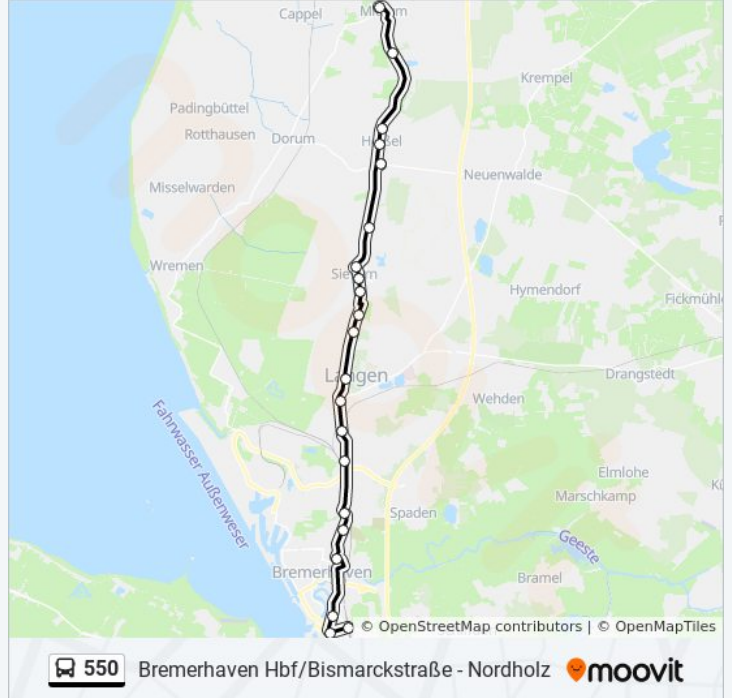 Cappel
Krempel
Padingbüttel
Rotthausen
Dorum
Neuenwalde
Misselwarden
Wremen
Hymendorf
Langen
Drangstedt
Wehden
Fahrwasser Außenweser
Elmlohe
Marschkamp
Spaden
Geeste
Bremerhaven
Bramel
© OpenStreetMap contributors | © OpenMapTiles
550 Bremerhaven Hbf/Bismarckstraße - Nordholz moovit